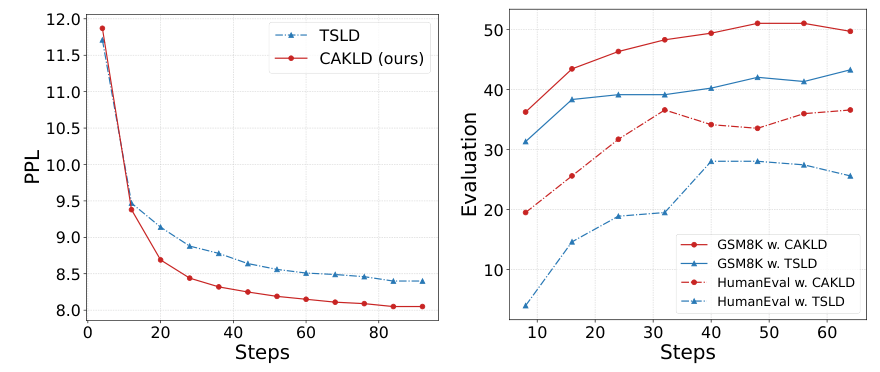 12.0
11.5
11.0
10.5
10.0
9.5
9.0
8.5
8.0
PPL
0
20
40
60
80
Steps
TSLD
CAKLD (ours)
50
40
30
20
10
Evaluation
10
20
30
40
50
60
Steps
GSM8K w. CAKLD
GSM8K w. TSLD
HumanEval w. CAKLD
HumanEval w. TSLD